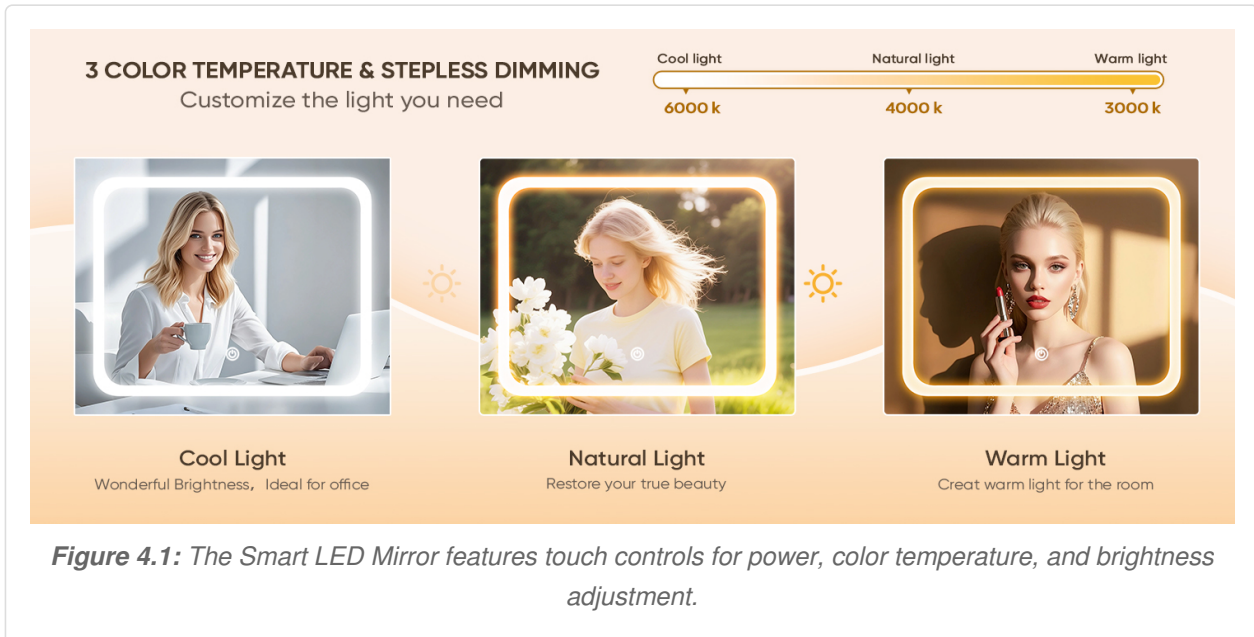 3 COLOR TEMPERATURE & STEPLESS DIMMING
Customize the light you need
Cool light Natural light Warm light
6000 k 4000 k 3000 k
Cool Light
Wonderful Brightness, Ideal for office
Natural Light
Restore your true beauty
Warm Light
Creat warm light for the room
Figure 4.1: The Smart LED Mirror features touch controls for power, color temperature, and brightness
adjustment.